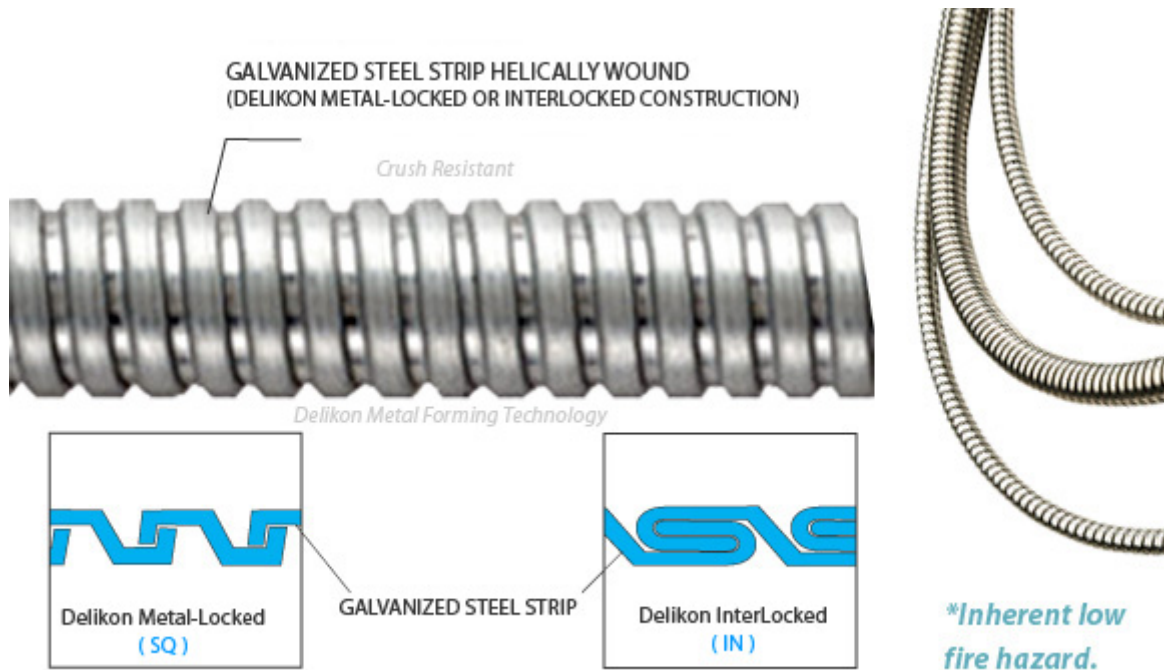 GALVANIZED STEEL STRIP HELICALLY WOUND
(DELIKON METAL-LOCKED OR INTERLOCKED CONSTRUCTION)
Crush Resistant
Delikon Metal Forming Technology
Delikon Metal-Locked
( SQ )
GALVANIZED STEEL STRIP
Delikon InterLocked
( IN )
*Inherent low
fire hazard.